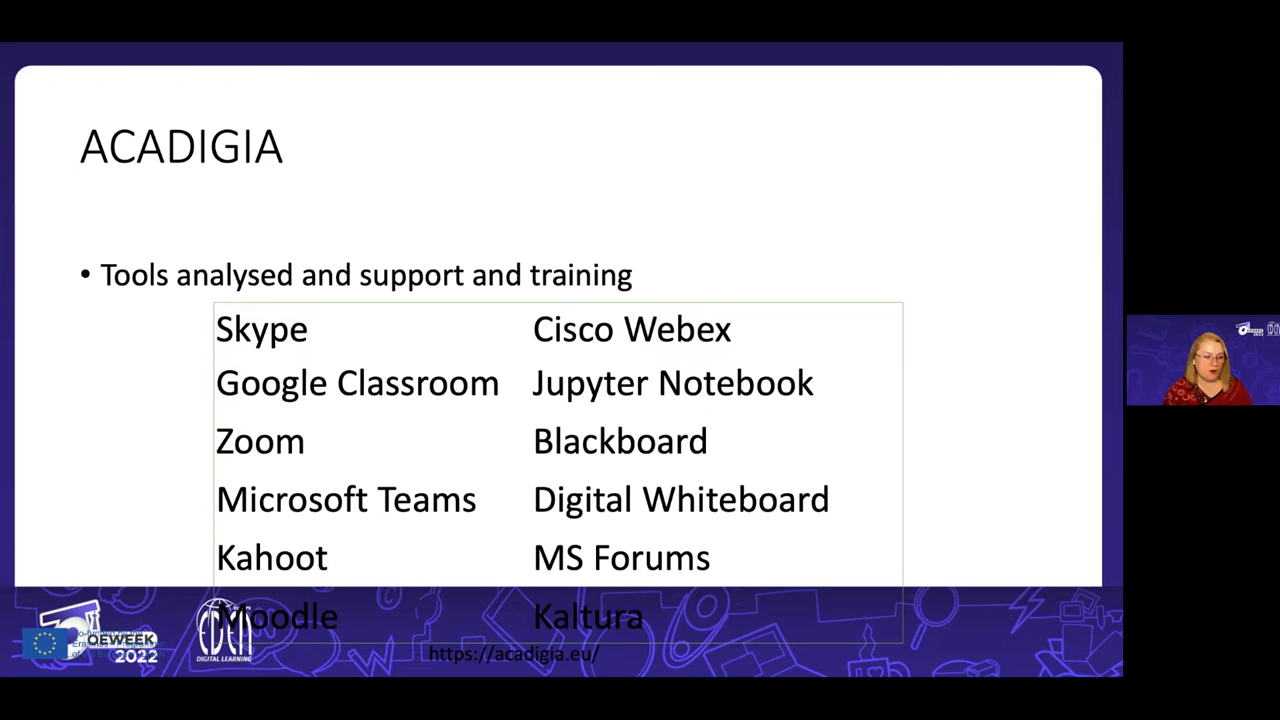 ACADIGIA
• Tools analysed and support and training
Skype Cisco Webex
Google Classroom Jupyter Notebook
Zoom Blackboard
Microsoft Teams Digital Whiteboard
Kahoot MS Forums
Moodle Kaltura
https://acadigia.eu/
OEWEEK
2022
EDEN
DIGITAL LEARNING